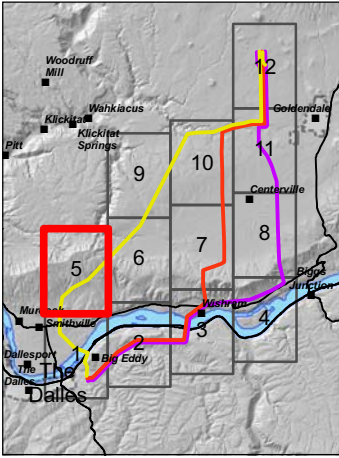 12
Woodruff
Mill
Wahkiacus
Klickitat
Klickitat
Springs
Goldendale
Pitt
11
10
9
Centerville
8
7
6
5
Biggs
Junction
Wishram
4
3
Smithville
2
1
Big Eddy
Dallesport
The
Dalles
The
Dalles